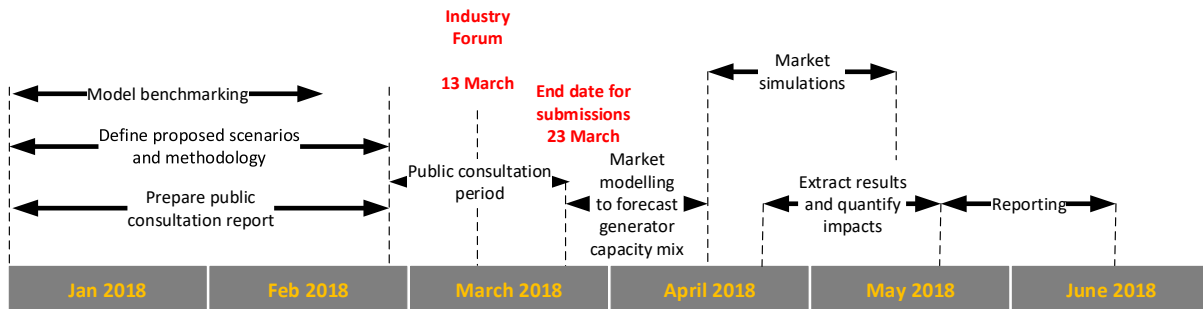 Industry
Forum
13 March
Market
simulations
Model benchmarking
End date for
submissions
23 March
Define proposed scenarios
and methodology
Public consultation
period
Market
modelling
to forecast
generator
capacity mix
Prepare public
consultation report
Extract results
and quantify
impacts
Reporting
Jan 2018
Feb 2018
March 2018
April 2018
May 2018
June 2018